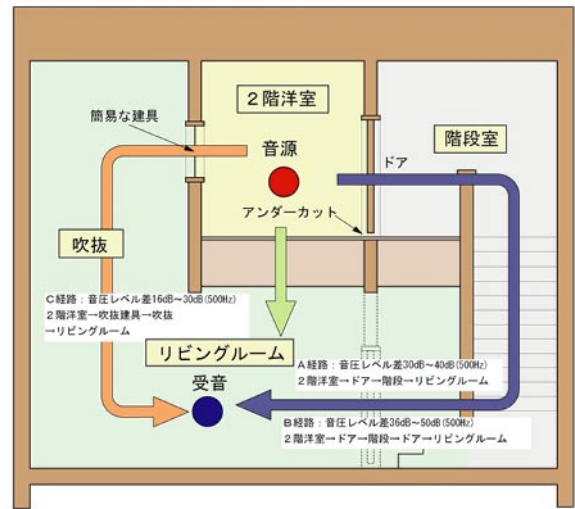 2階洋室
簡易な建具
階段室
音源
ドア
アンダーカット
吹抜
C経路：音圧レベル差16dB～30dB(500Hz)
2階洋室→吹抜建具→吹抜
→リビングルーム
リビングルーム
受音
A経路：音圧レベル差30dB～40dB(500Hz)
2階洋室→ドア→階段→リビングルーム
B経路：音圧レベル差36dB～50dB(500Hz)
2階洋室→ドア→階段→ドア→リビングルーム